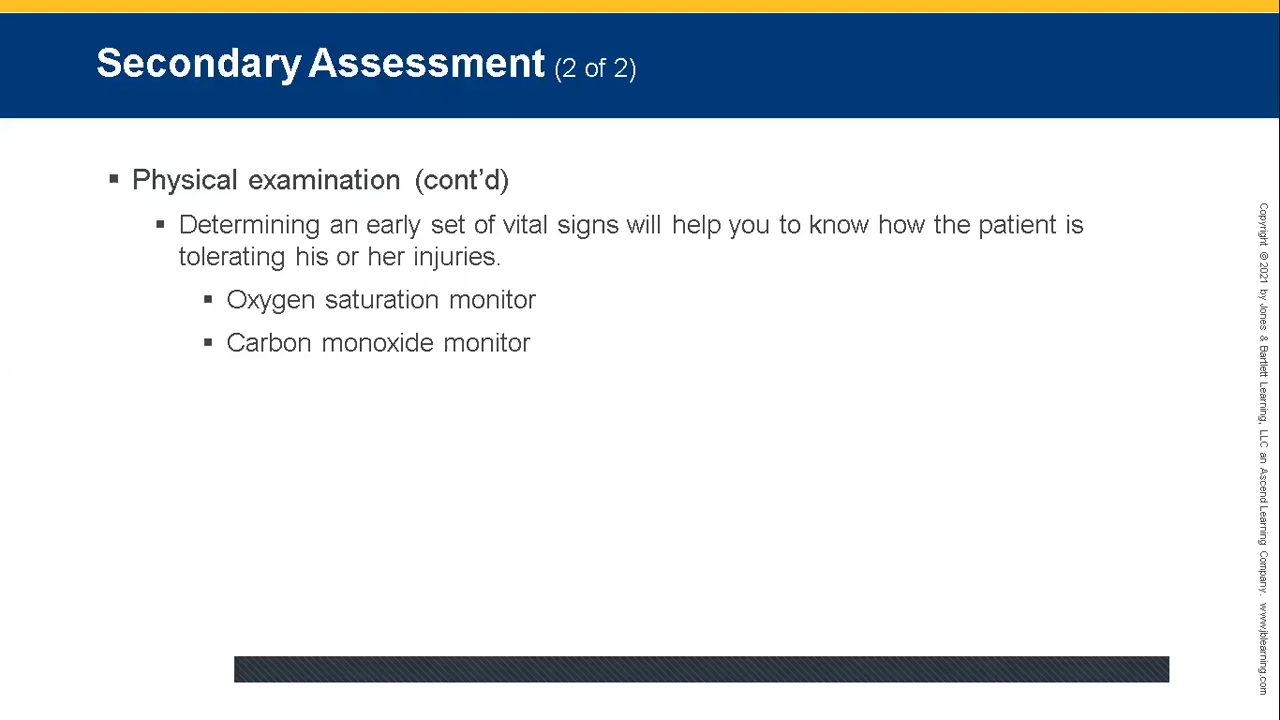 Secondary Assessment (2 of 2)
Physical examination (cont’d)
Determining an early set of vital signs will help you to know how the patient is
tolerating his or her injuries.
Oxygen saturation monitor
Carbon monoxide monitor
Copyright © 2021 by Jones & Bartlett Learning, LLC an Ascend Learning Company. www.jblearning.com